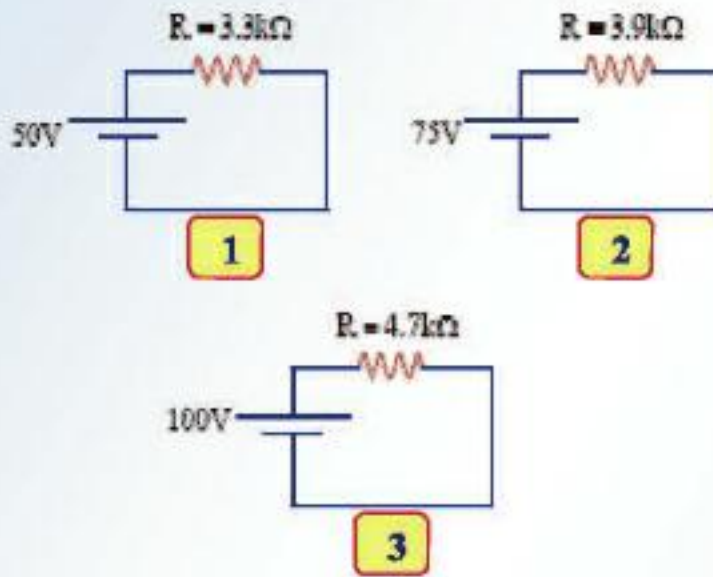 R = 3.3kΩ
50V
1
R = 3.9kΩ
75V
2
R = 4.7kΩ
100V
3